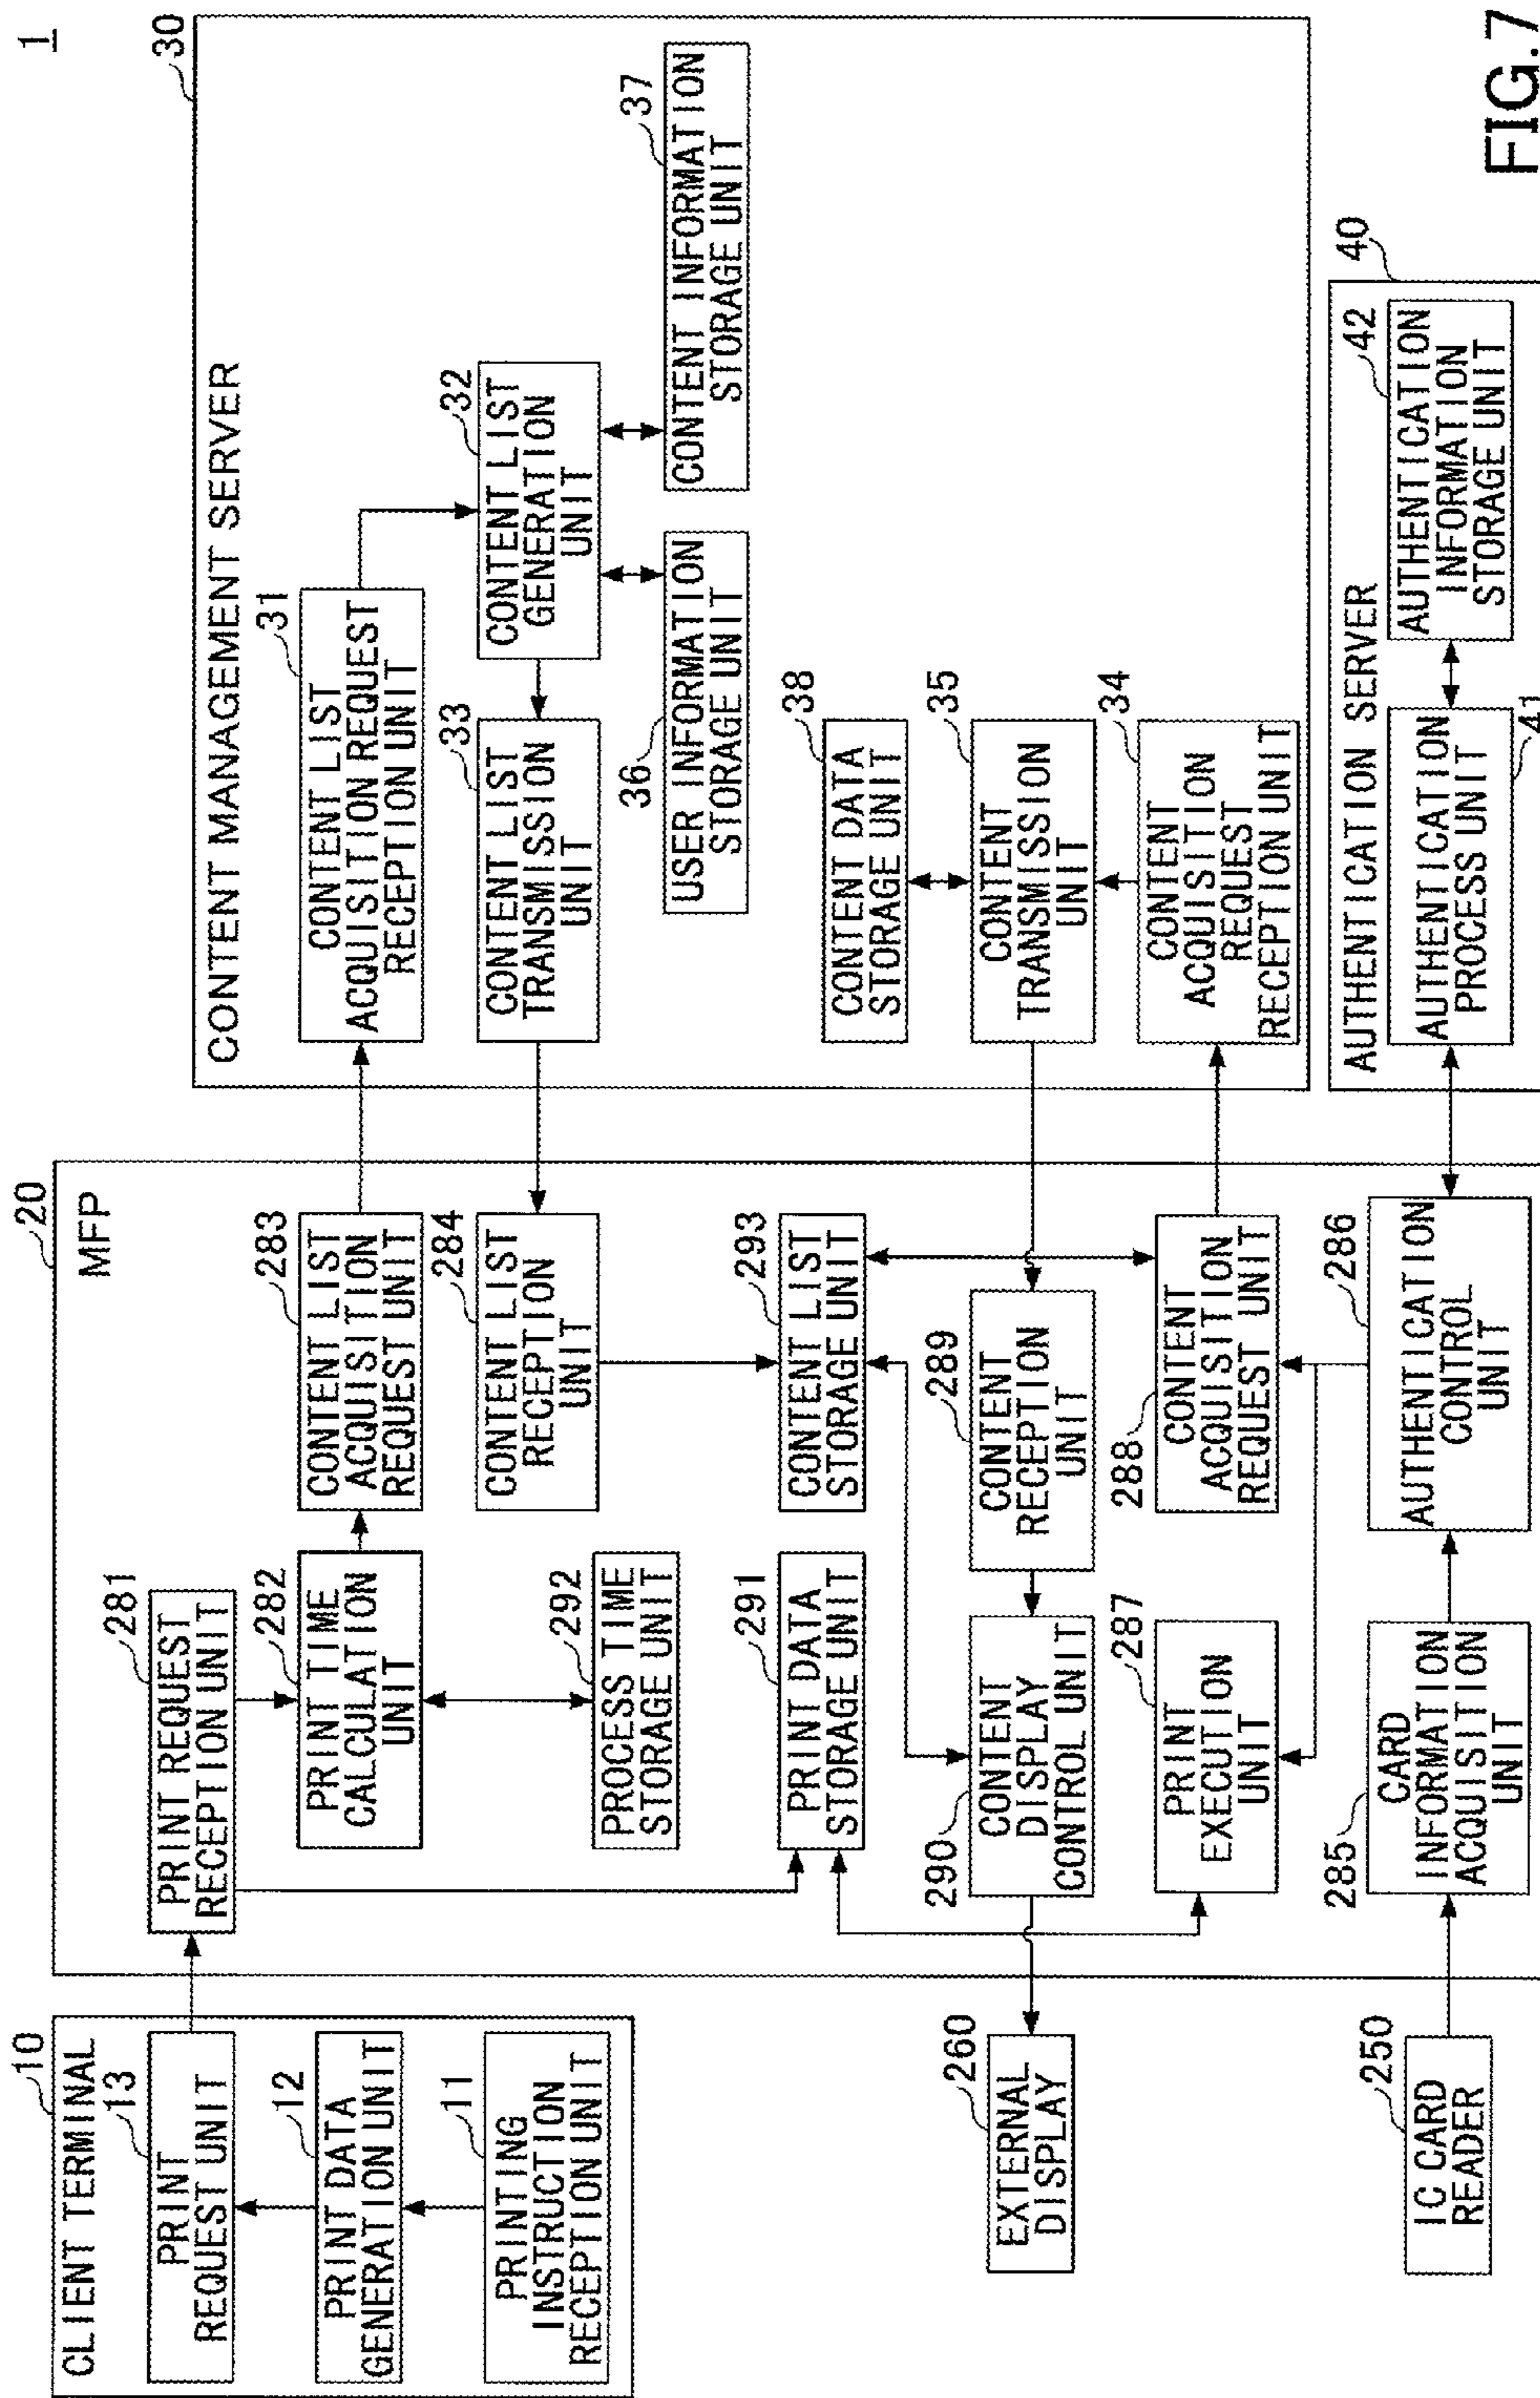 1
CLIENT TERMINAL
10
PRINT
REQUEST UNIT
13
PRINT DATA
GENERATION UNIT
12
PRINTING
INSTRUCTION
RECEPTION UNIT
11
EXTERNAL
DISPLAY
260
IC CARD
READER
250
20
MFP
PRINT REQUEST
RECEPTION UNIT
281
PRINT TIME
CALCULATION
UNIT
282
PROCESS TIME
STORAGE UNIT
292
PRINT DATA
STORAGE UNIT
291
CONTENT
DISPLAY
CONTROL UNIT
290
PRINT
EXECUTION
UNIT
287
CARD
INFORMATION
ACQUISITION
UNIT
285
CONTENT LIST
ACQUISITION
REQUEST UNIT
283
CONTENT LIST
RECEPTION
UNIT
284
CONTENT LIST
STORAGE UNIT
293
CONTENT
RECEPTION
UNIT
289
CONTENT
ACQUISITION
REQUEST UNIT
288
AUTHENTICATION
CONTROL
UNIT
286
CONTENT MANAGEMENT SERVER
30
CONTENT LIST
ACQUISITION REQUEST
RECEPTION UNIT
31
CONTENT LIST
GENERATION
UNIT
32
CONTENT LIST
TRANSMISSION
UNIT
33
USER INFORMATION
STORAGE UNIT
36
CONTENT INFORMATION
STORAGE UNIT
37
CONTENT DATA
STORAGE UNIT
38
CONTENT
TRANSMISSION
UNIT
35
CONTENT
ACQUISITION
REQUEST
RECEPTION UNIT
34
AUTHENTICATION SERVER
40
AUTHENTICATION
PROCESS UNIT
41
AUTHENTICATION
INFORMATION
STORAGE UNIT
42
FIG.7